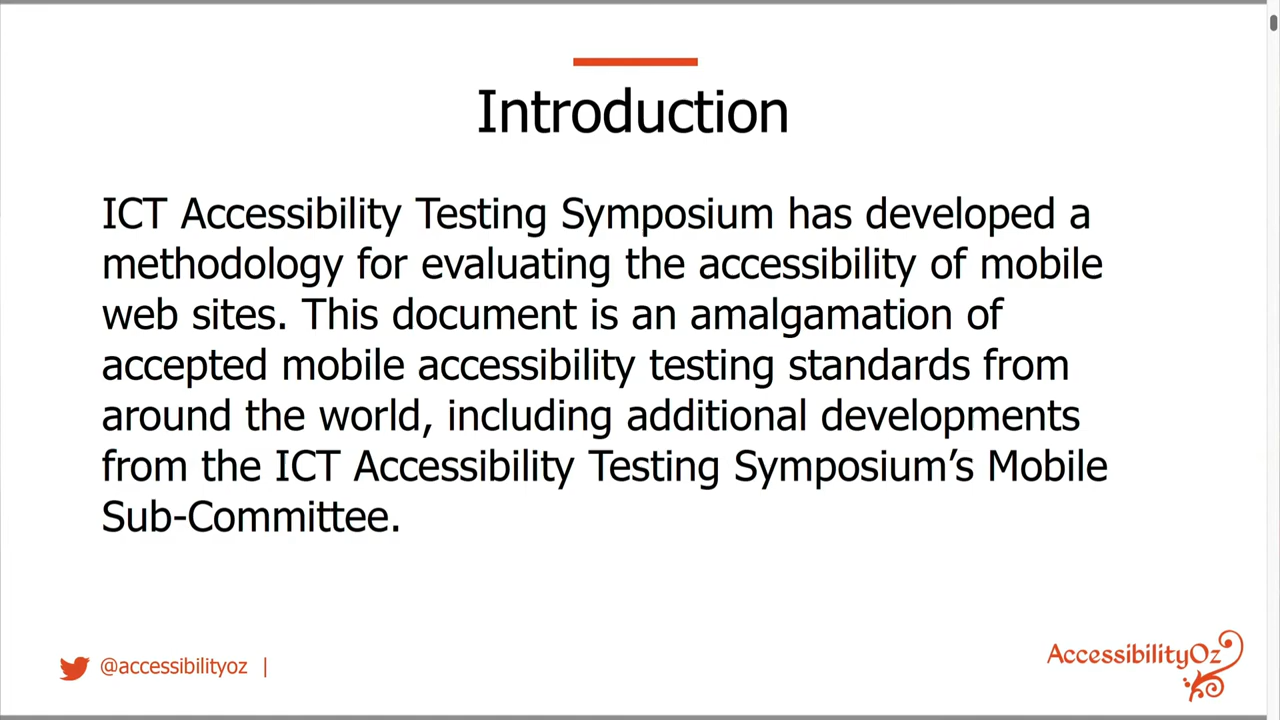 Introduction
ICT Accessibility Testing Symposium has developed a
methodology for evaluating the accessibility of mobile
web sites. This document is an amalgamation of
accepted mobile accessibility testing standards from
around the world, including additional developments
from the ICT Accessibility Testing Symposium’s Mobile
Sub-Committee.
@accessibilityoz |
AccessibilityOz